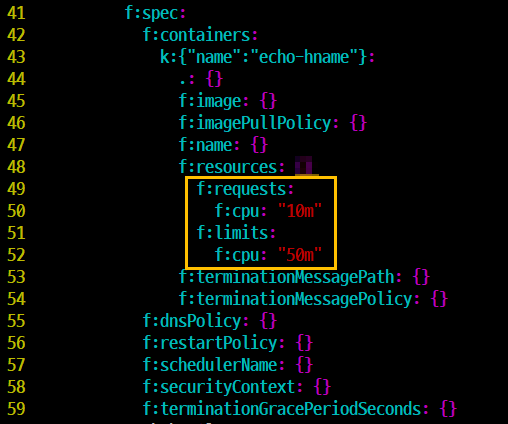 41 f:spec:
42 f:containers:
43 k:{"name":"echo-hname"}:
44 .: {}
45 f:image: {}
46 f:imagePullPolicy: {}
47 f:name: {}
48 f:resources:
49 f:requests:
50 f:cpu: "10m"
51 f:limits:
52 f:cpu: "50m"
53 f:terminationMessagePath: {}
54 f:terminationMessagePolicy: {}
55 f:dnsPolicy: {}
56 f:restartPolicy: {}
57 f:schedulerName: {}
58 f:securityContext: {}
59 f:terminationGracePeriodSeconds: {}